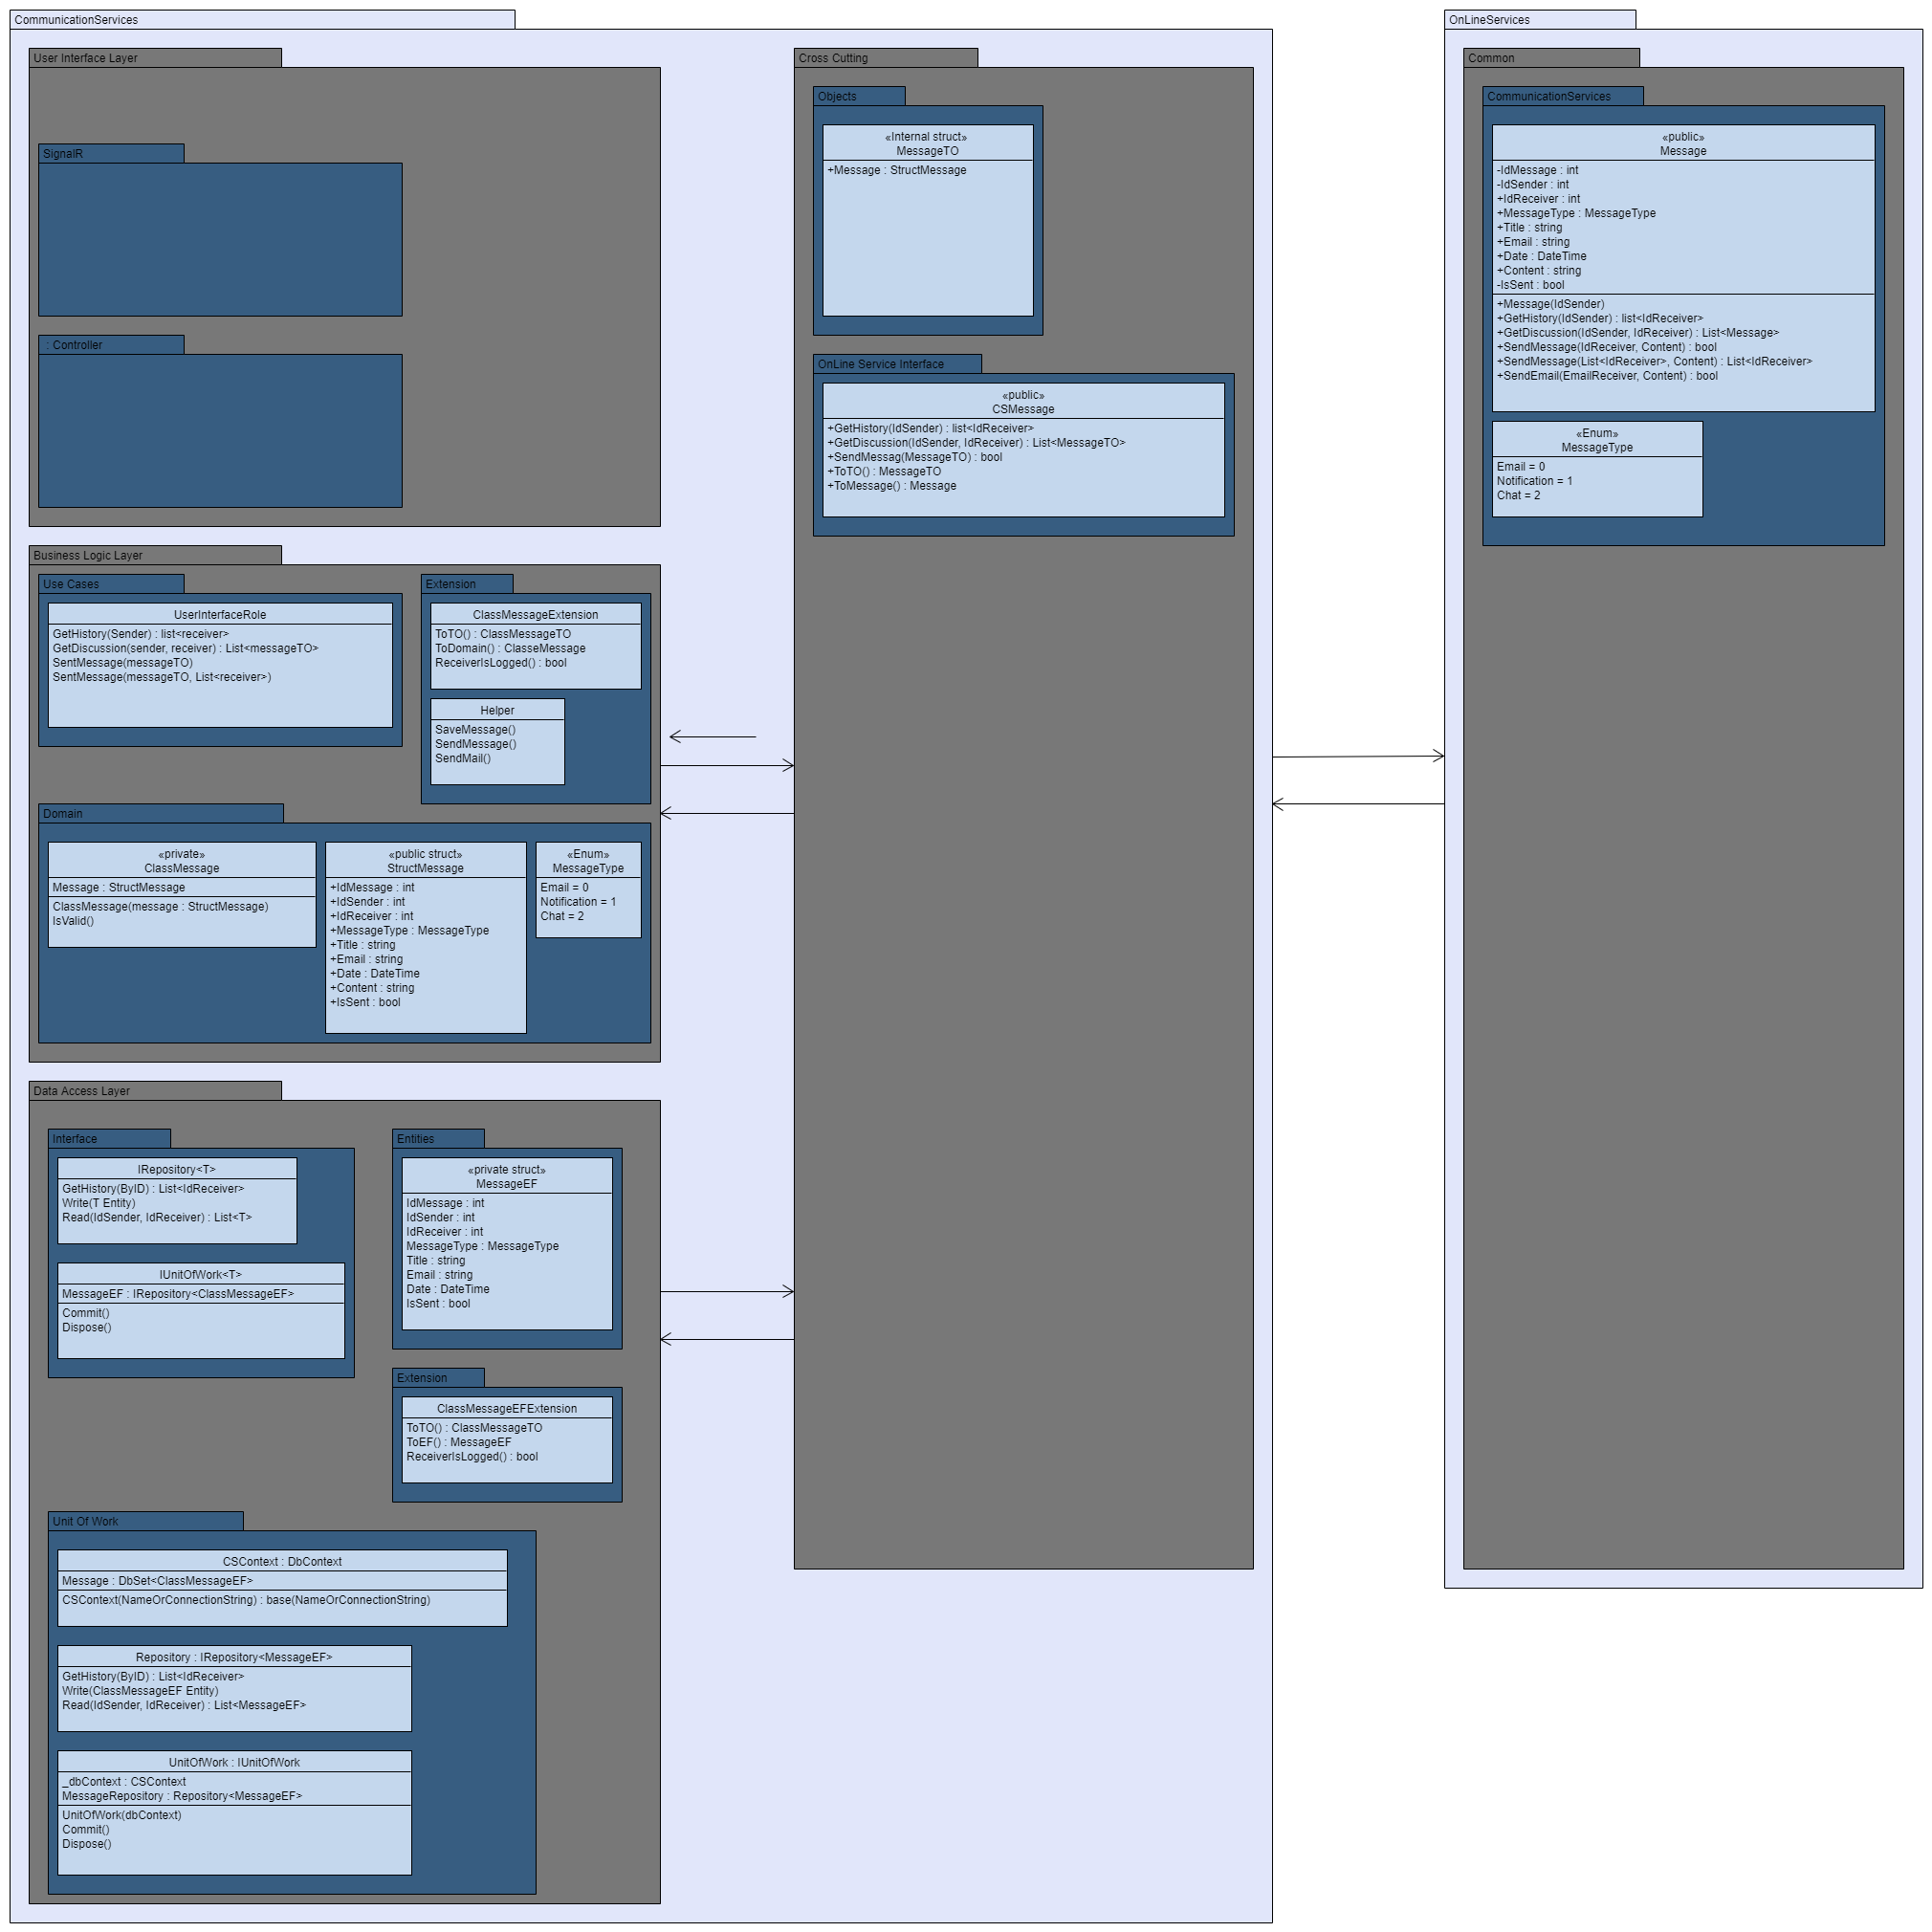 CommunicationServices
User Interface Layer
SignalR
: Controller
Business Logic Layer
Use Cases
UserInterfaceRole
GetHistory(Sender) : list<receiver>
GetDiscussion(sender, receiver) : List<messageTO>
SentMessage(messageTO)
SentMessage(messageTO, List<receiver>)
Extension
ClassMessageExtension
ToTO() : ClassMessageTO
ToDomain() : ClasseMessage
ReceiverIsLogged() : bool
Helper
SaveMessage()
SendMessage()
SendMail()
Domain
«private»
ClassMessage
Message : StructMessage
ClassMessage(message : StructMessage)
IsValid()
«public struct»
StructMessage
+IdMessage : int
+IdSender : int
+IdReceiver : int
+MessageType : MessageType
+Title : string
+Email : string
+Date : DateTime
+Content : string
+IsSent : bool
«Enum»
MessageType
Email = 0
Notification = 1
Chat = 2
Data Access Layer
Interface
IRepository<T>
GetHistory(ByID) : List<IdReceiver>
Write(T Entity)
Read(IdSender, IdReceiver) : List<T>
IUnitOfWork<T>
MessageEF : IRepository<ClassMessageEF>
Commit()
Dispose()
Entities
«private struct»
MessageEF
IdMessage : int
IdSender : int
IdReceiver : int
MessageType : MessageType
Title : string
Email : string
Date : DateTime
IsSent : bool
Extension
ClassMessageEFExtension
ToTO() : ClassMessageTO
ToEF() : MessageEF
ReceiverIsLogged() : bool
Unit Of Work
CSContext : DbContext
Message : DbSet<ClassMessageEF>
CSContext(NameOrConnectionString) : base(NameOrConnectionString)
Repository : IRepository<MessageEF>
GetHistory(ByID) : List<IdReceiver>
Write(ClassMessageEF Entity)
Read(IdSender, IdReceiver) : List<MessageEF>
UnitOfWork : IUnitOfWork
_dbContext : CSContext
MessageRepository : Repository<MessageEF>
UnitOfWork(dbContext)
Commit()
Dispose()
Cross Cutting
Objects
«Internal struct»
MessageTO
+Message : StructMessage
OnLine Service Interface
«public»
CSMessage
+GetHistory(IdSender) : list<IdReceiver>
+GetDiscussion(IdSender, IdReceiver) : List<MessageTO>
+SendMessag(MessageTO) : bool
+ToTO() : MessageTO
+ToMessage() : Message
OnLineServices
Common
CommunicationServices
«public»
Message
-IdMessage : int
-IdSender : int
+IdReceiver : int
+MessageType : MessageType
+Title : string
+Email : string
+Date : DateTime
+Content : string
-IsSent : bool
+Message(IdSender)
+GetHistory(IdSender) : list<IdReceiver>
+GetDiscussion(IdSender, IdReceiver) : List<Message>
+SendMessage(IdReceiver, Content) : bool
+SendMessage(List<IdReceiver>, Content) : List<IdReceiver>
+SendEmail(EmailReceiver, Content) : bool
«Enum»
MessageType
Email = 0
Notification = 1
Chat = 2